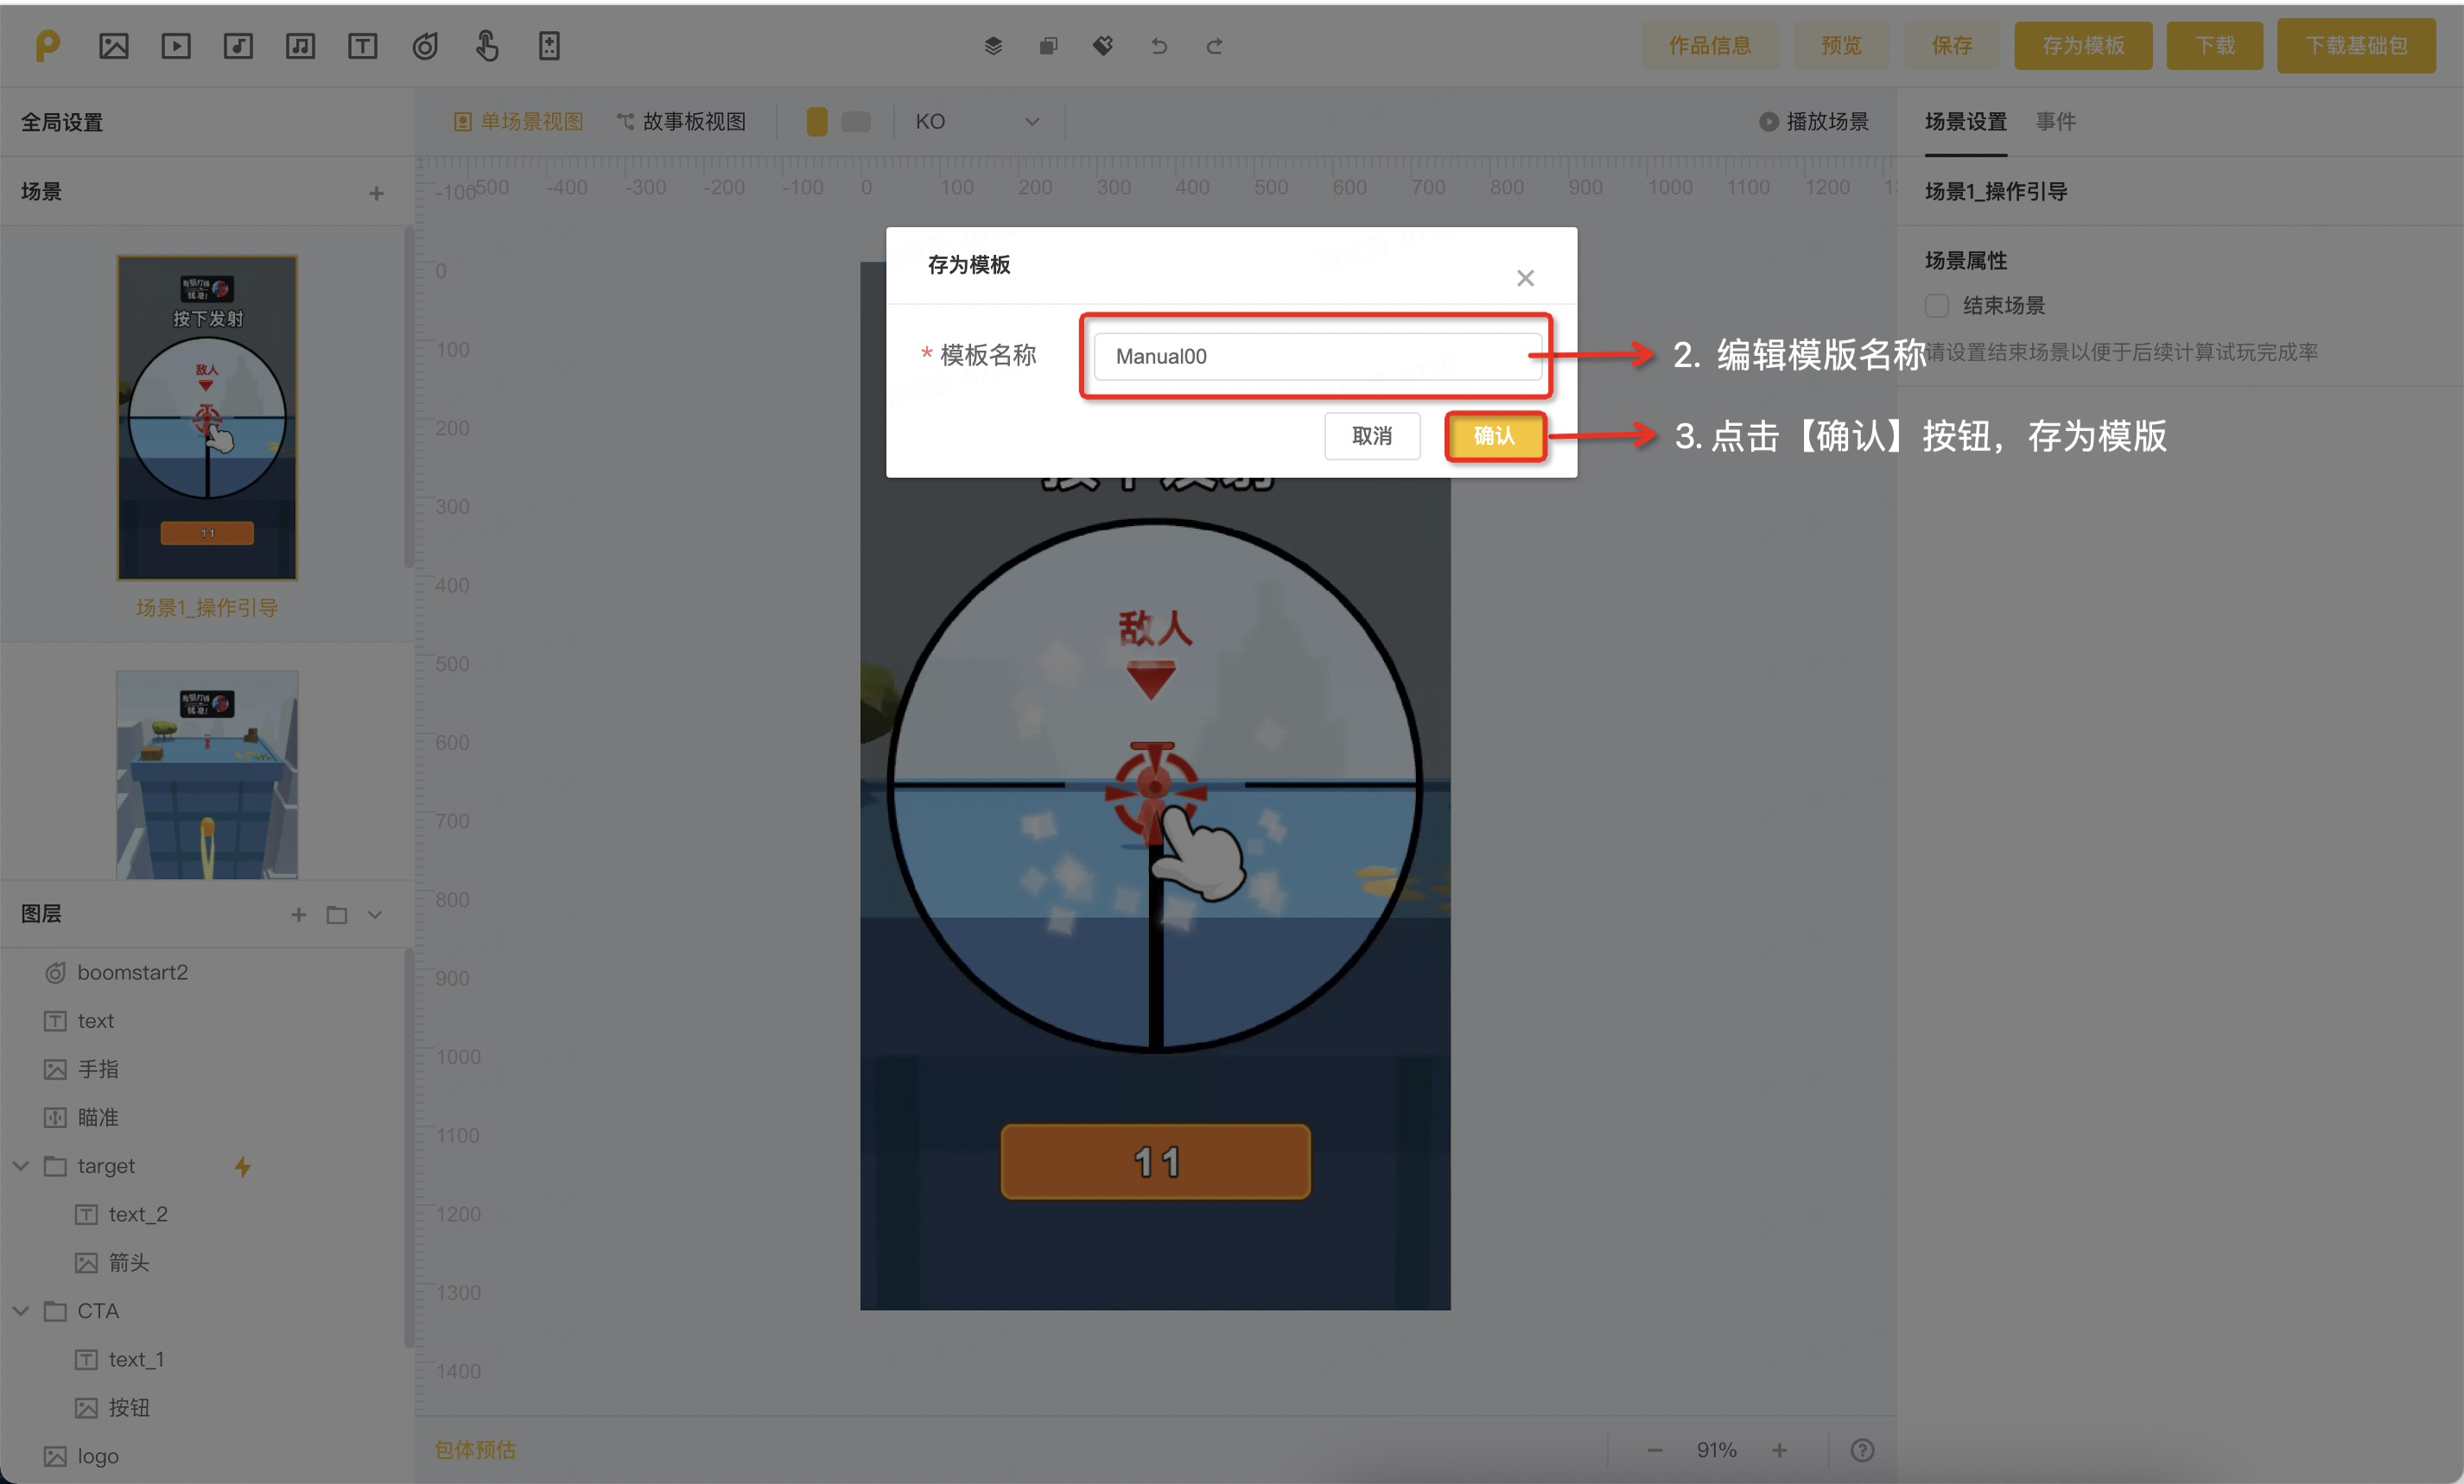 作品信息 预览 保存 存为模板 下载 下载基础包
全局设置
单场景视图 故事板视图 KO 播放场景
场景设置 事件
场景
-100 -500 -400 -300 -200 -100 0 100 200 300 400 500 600 700 800 900 1000 1100 1200
场景1_操作引导
存为模板
场景属性
结束场景
* 模板名称 Manual00
2. 编辑模版名称
请设置结束场景以便于后续计算试玩完成率
取消 确认
3. 点击【确认】按钮，存为模版
按下发射
敌人
11
场景1_操作引导
0
100
200
300
400
500
600
700
800
900
1000
1100
1200
1300
1400
按下发射
敌人
11
图层
boomstart2
text
手指
瞄准
target
text_2
箭头
CTA
text_1
按钮
logo
包体预估
91%